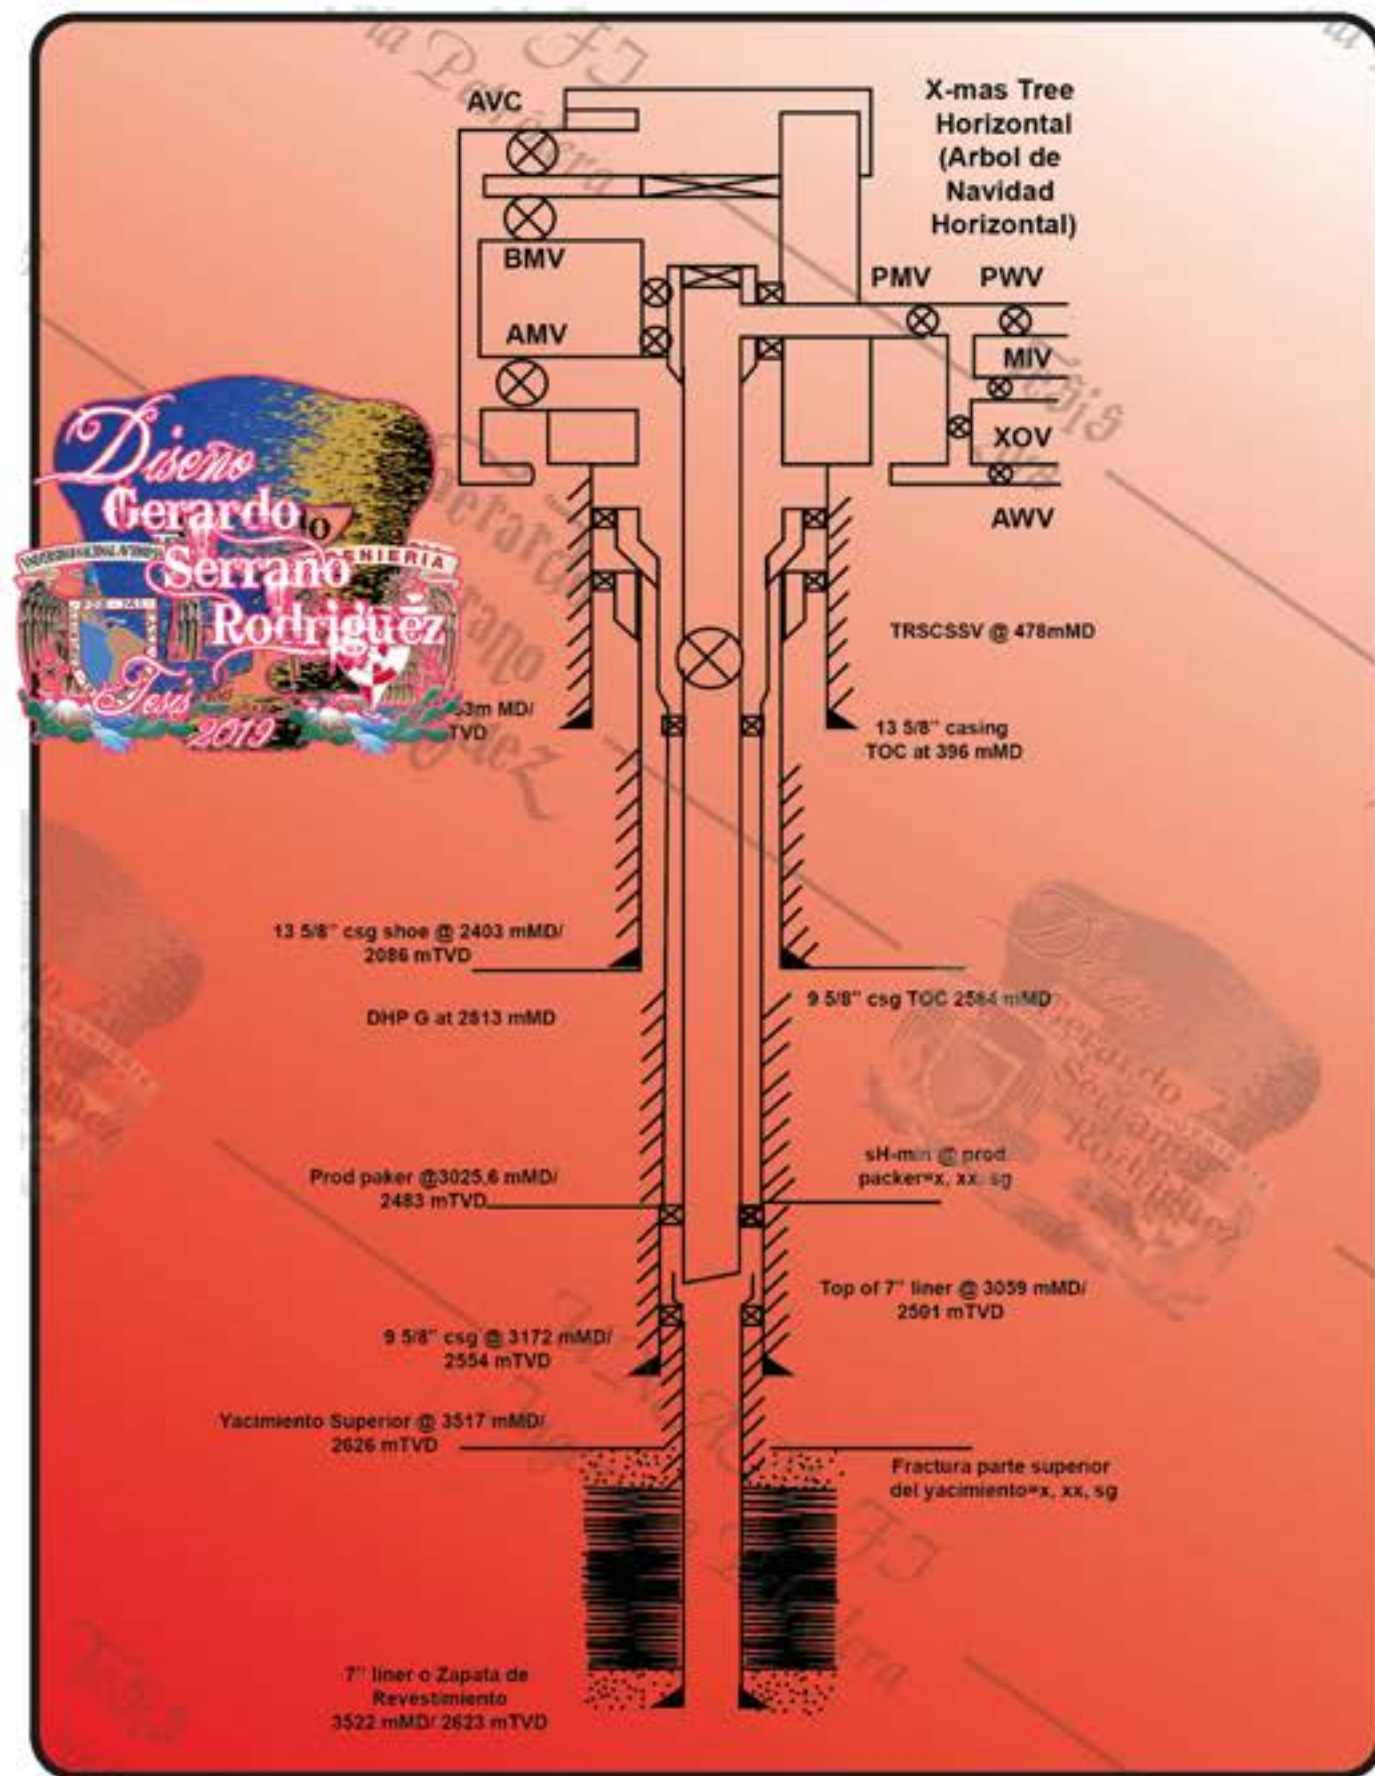 AVC
X-mas Tree
Horizontal
(Arbol de
Navidad
Horizontal)
BMV
PMV PWV
AMV
MIV
XOV
AWV
Diseño
Gerardo
Serrano
Rodriguez
Tesis
2019
TRSCSSV @ 478mMD
53m MD/
TVD
13 5/8" casing
TOC at 396 mMD
13 5/8" csg shoe @ 2403 mMD/
2086 mTVD
9 5/8" csg TOC 2584 mMD
DHP G at 2813 mMD
Prod paker @3025,6 mMD/
2483 mTVD
sH-min @ prod.
packer=x, xx, sg
Top of 7" liner @ 3059 mMD/
2501 mTVD
9 5/8" csg @ 3172 mMD/
2554 mTVD
Yacimiento Superior @ 3517 mMD/
2626 mTVD
Fractura parte superior
del yacimiento=x, xx, sg
7" liner o Zapata de
Revestimiento
3522 mMD/ 2623 mTVD